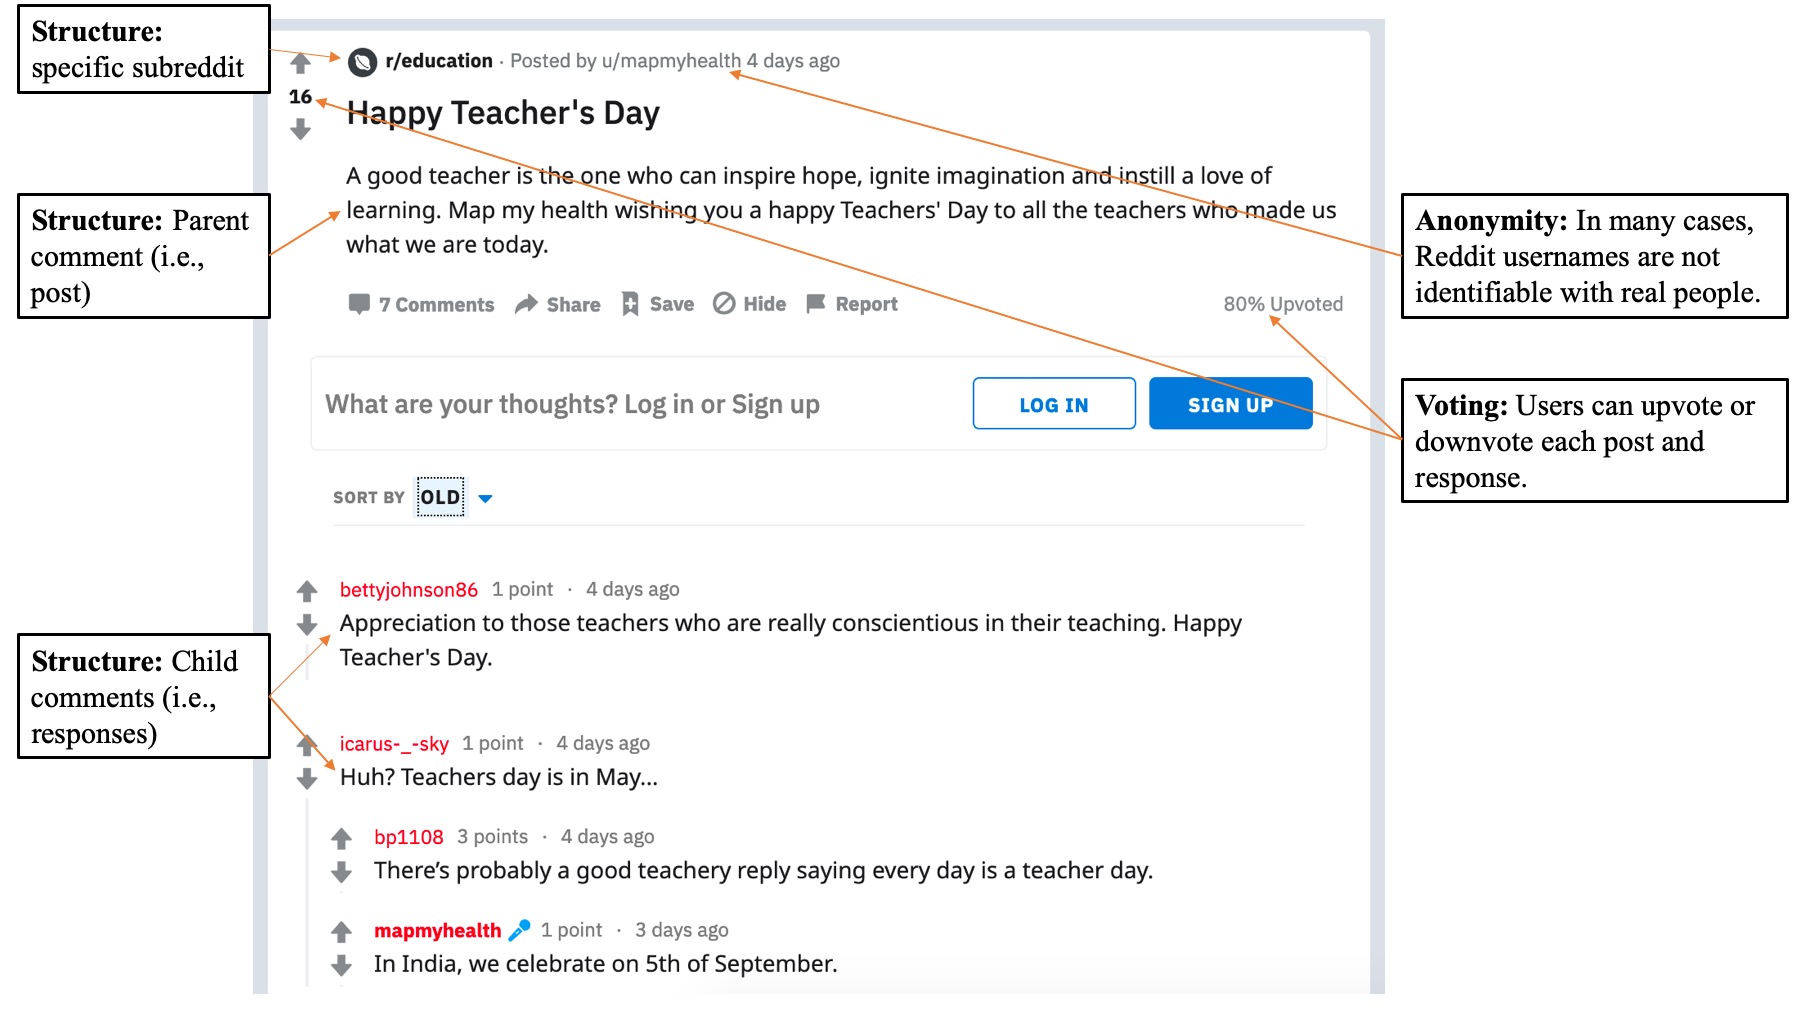 Structure:
specific subreddit
r/education · Posted by u/mapmyhealth 4 days ago
16
Happy Teacher's Day
A good teacher is the one who can inspire hope, ignite imagination and instill a love of
learning. Map my health wishing you a happy Teachers' Day to all the teachers who made us
what we are today.
Structure: Parent
comment (i.e.,
post)
Anonymity: In many cases,
Reddit usernames are not
identifiable with real people.
7 Comments Share Save Hide Report 80% Upvoted
What are your thoughts? Log in or Sign up LOG IN SIGN UP
Voting: Users can upvote or
downvote each post and
response.
SORT BY OLD
bettyjohnson86 1 point · 4 days ago
Appreciation to those teachers who are really conscientious in their teaching. Happy
Teacher's Day.
Structure: Child
comments (i.e.,
responses)
icarus-_-sky 1 point · 4 days ago
Huh? Teachers day is in May...
bp1108 3 points · 4 days ago
There’s probably a good teachery reply saying every day is a teacher day.
mapmyhealth 1 point · 3 days ago
In India, we celebrate on 5th of September.